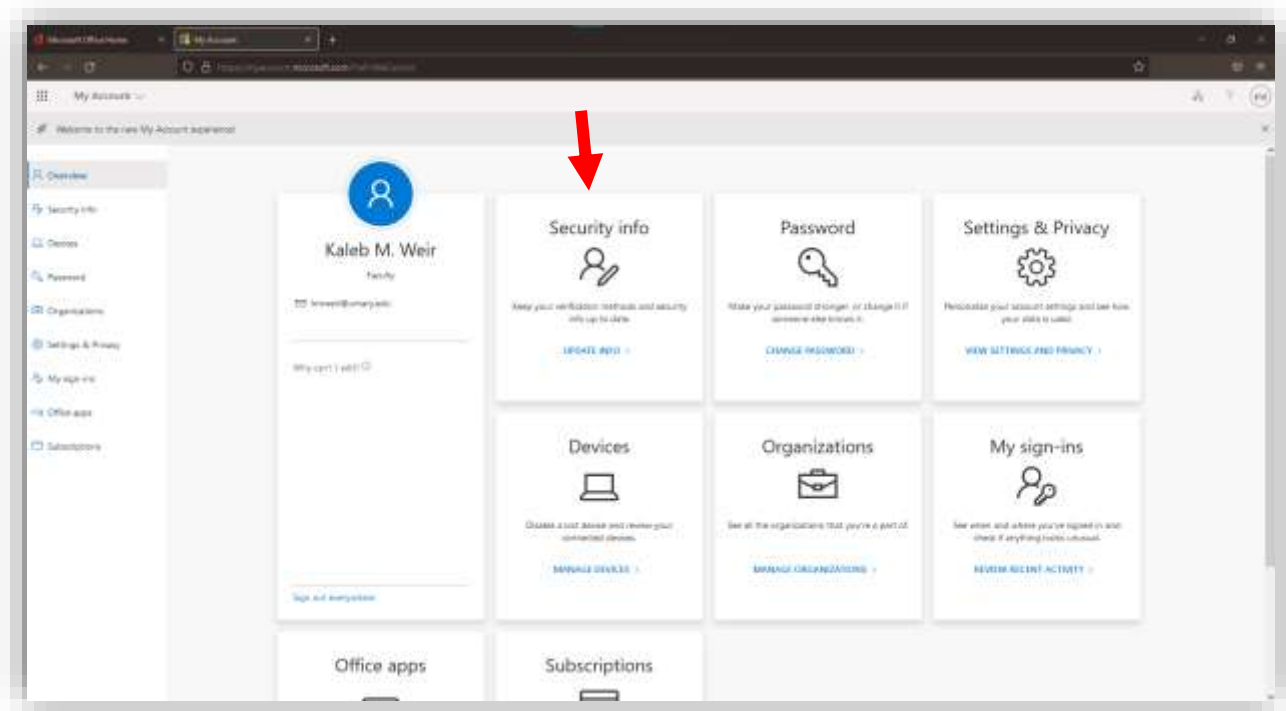 Microsoft Office Home
My Account
My Account
Welcome to the new My Account experience!
Overview
Security info
Devices
Password
Organizations
Settings & Privacy
My sign-ins
Office apps
Subscriptions
Kaleb M. Weir
Faculty
Why can't I edit?
Sign out everywhere
Security info
Keep your verification methods and security
info up to date.
UPDATE INFO >
Password
Make your password stronger, or change it if
someone else knows it.
CHANGE PASSWORD >
Settings & Privacy
Personalize your account settings and see how
your data is used.
VIEW SETTINGS AND PRIVACY >
Devices
Disable a lost device and review your
connected devices.
MANAGE DEVICES >
Organizations
See all the organizations that you're a part of.
MANAGE ORGANIZATIONS >
My sign-ins
See when and where you've signed in and
check if anything looks unusual.
REVIEW RECENT ACTIVITY >
Office apps
Subscriptions